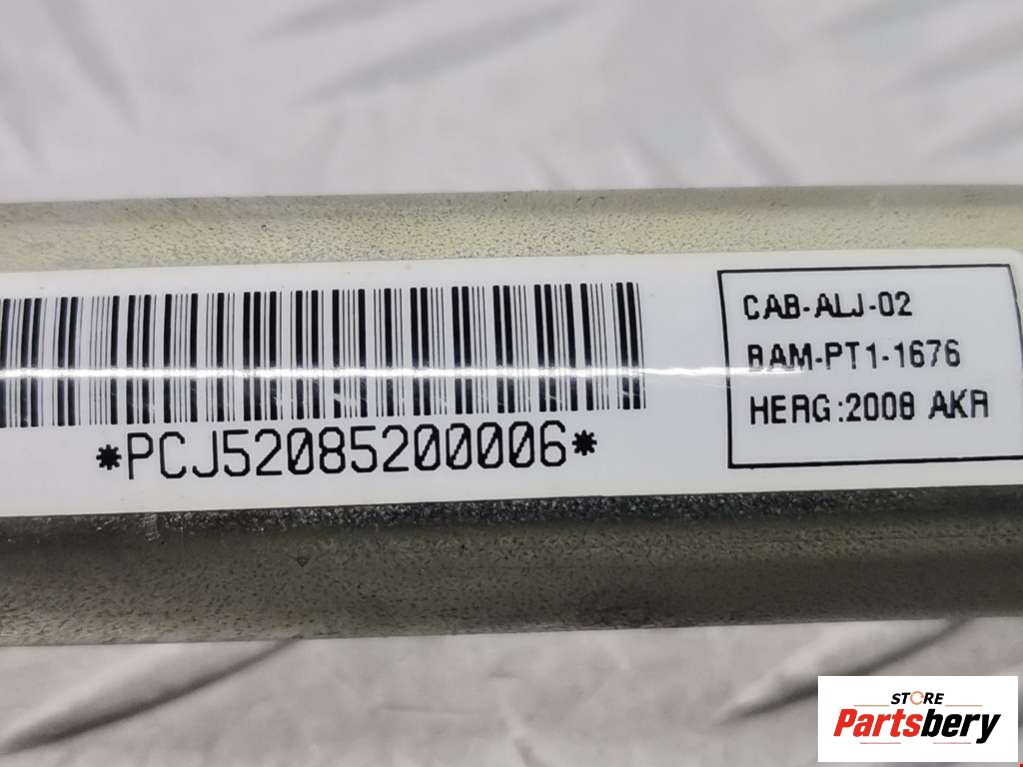 *PCJ52085200006*
CAB-ALJ-02
BAM-PT1-1676
HERG:2008 AKR
STORE
Partsbery